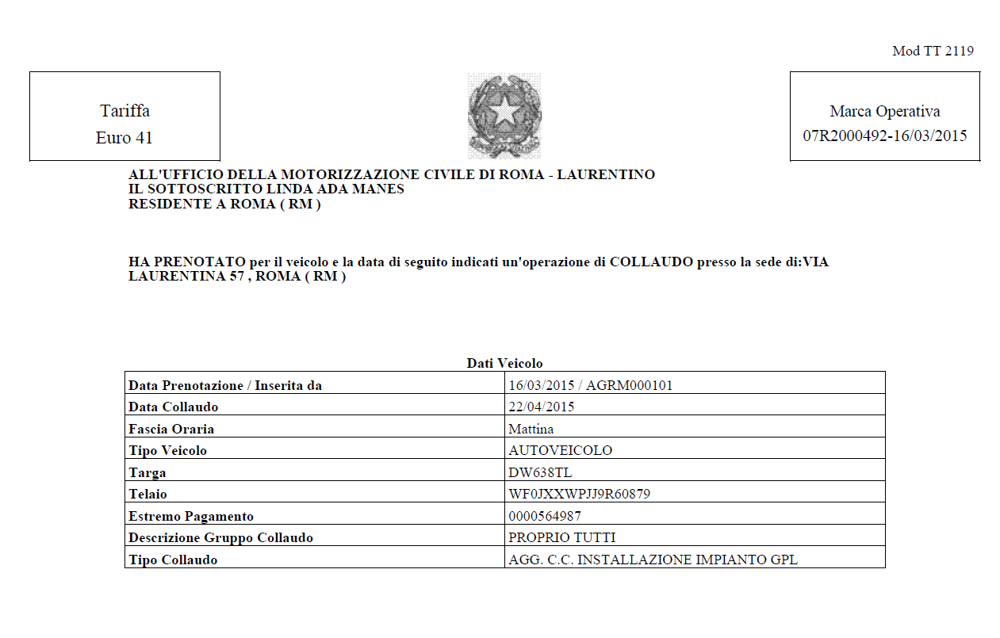 Mod TT 2119
Tariffa
Euro 41
Marca Operativa
07R2000492-16/03/2015
ALL'UFFICIO DELLA MOTORIZZAZIONE CIVILE DI ROMA - LAURENTINO
IL SOTTOSCRITTO LINDA ADA MANES
RESIDENTE A ROMA ( RM )
HA PRENOTATO per il veicolo e la data di seguito indicati un'operazione di COLLAUDO presso la sede di:VIA
LAURENTINA 57 , ROMA ( RM )
Dati Veicolo
Data Prenotazione / Inserita da 16/03/2015 / AGRM000101
Data Collaudo 22/04/2015
Fascia Oraria Mattina
Tipo Veicolo AUTOVEICOLO
Targa DW638TL
Telaio WF0JXXWPJJ9R60879
Estremo Pagamento 0000564987
Descrizione Gruppo Collaudo PROPRIO TUTTI
Tipo Collaudo AGG. C.C. INSTALLAZIONE IMPIANTO GPL